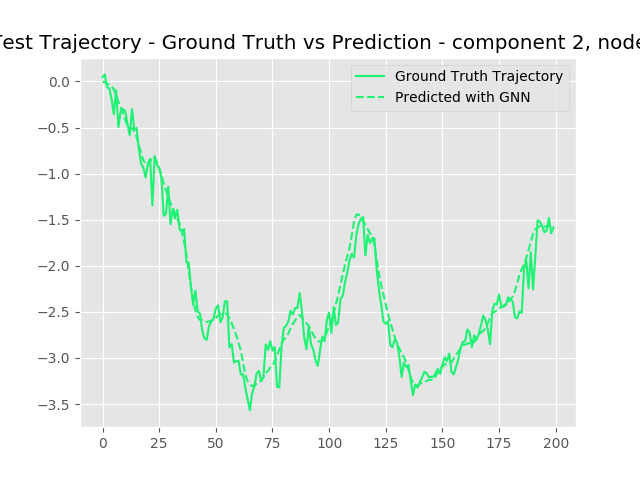 Test Trajectory - Ground Truth vs Prediction - component 2, node
Ground Truth Trajectory
Predicted with GNN
0.0
−0.5
−1.0
−1.5
−2.0
−2.5
−3.0
−3.5
0 25 50 75 100 125 150 175 200